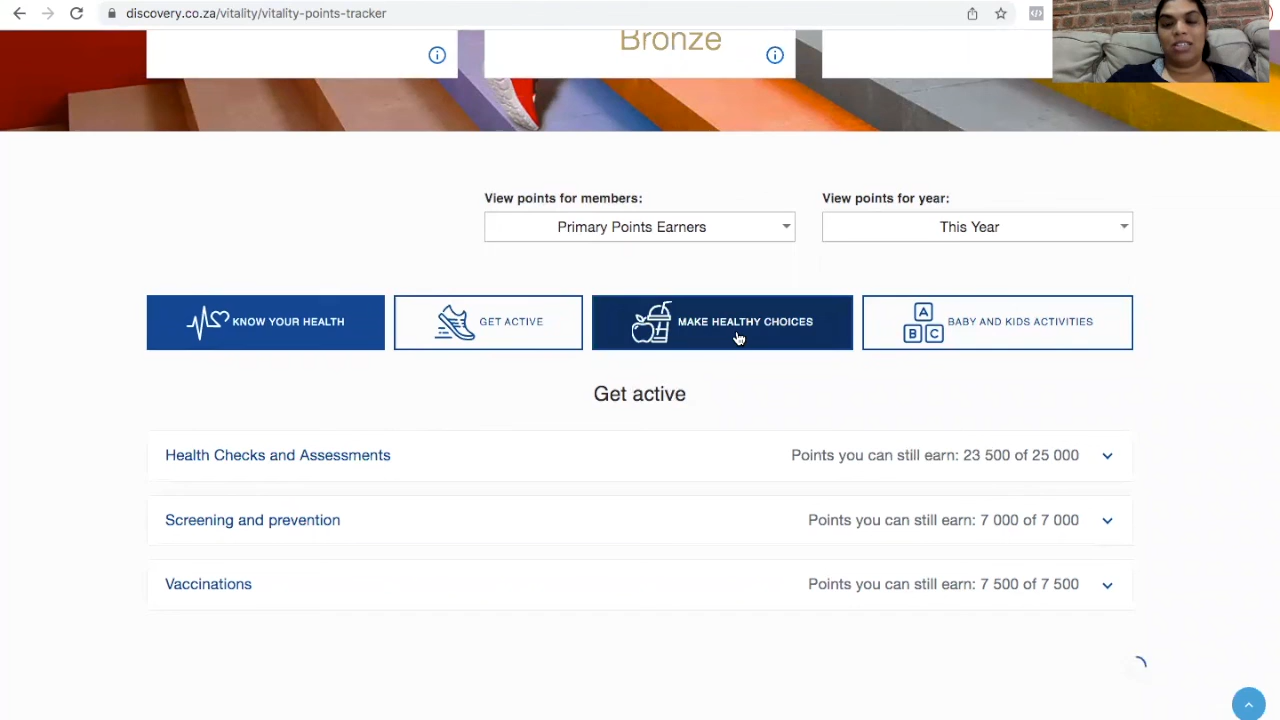 discovery.co.za/vitality/vitality-points-tracker
Bronze
View points for members:
View points for year:
Primary Points Earners
This Year
KNOW YOUR HEALTH
GET ACTIVE
MAKE HEALTHY CHOICES
A
B C
BABY AND KIDS ACTIVITIES
Get active
Health Checks and Assessments
Points you can still earn: 23 500 of 25 000
Screening and prevention
Points you can still earn: 7 000 of 7 000
Vaccinations
Points you can still earn: 7 500 of 7 500